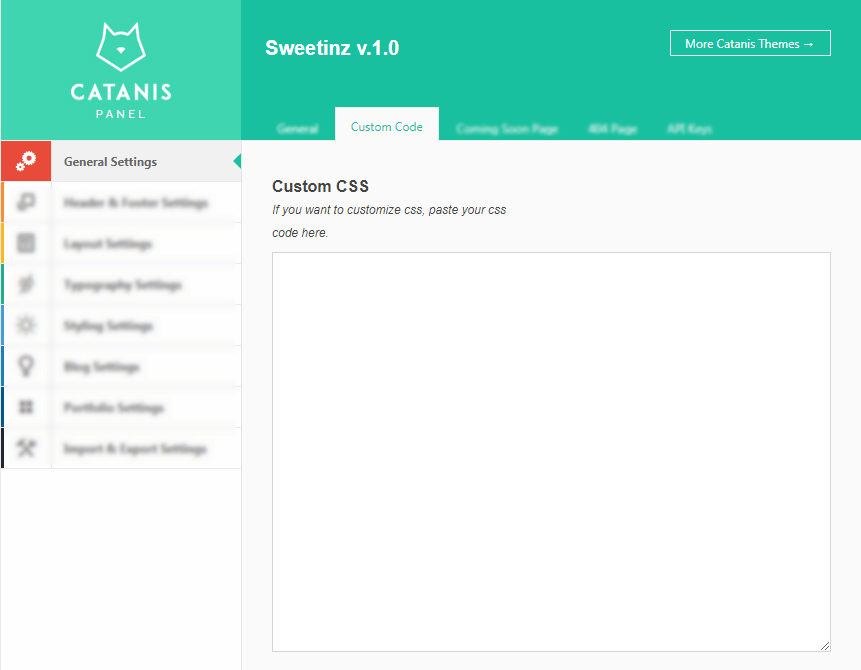 CATANIS
PANEL
Sweetinz v.1.0
More Catanis Themes →
General
Custom Code
Coming Soon Page
404 Page
API Keys
General Settings
Header & Footer Settings
Layout Settings
Typography Settings
Styling Settings
Blog Settings
Portfolio Settings
Import & Export Settings
Custom CSS
If you want to customize css, paste your css
code here.